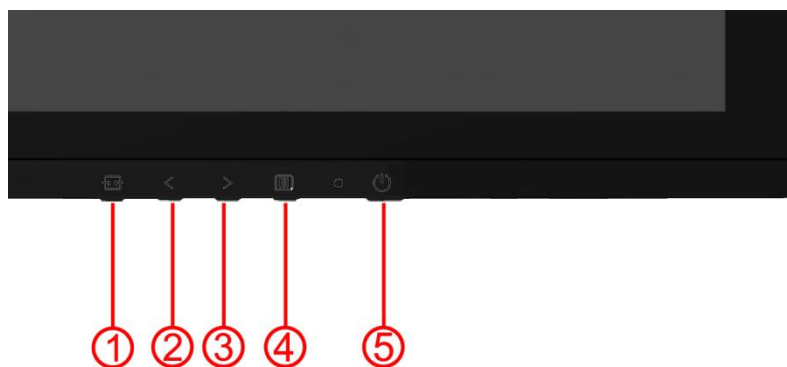 < >
① ② ③ ④ ⑤